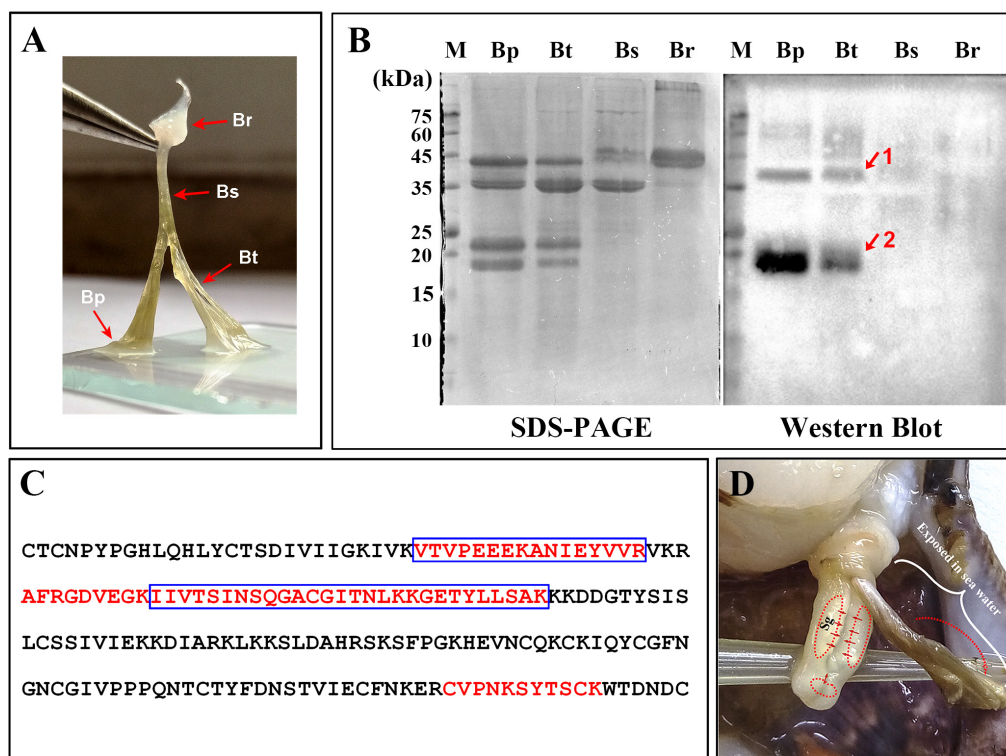 A
Br
Bs
Bt
Bp
B
M Bp Bt Bs Br
(kDa)
75
60
45
35
25
20
15
10
SDS-PAGE
M Bp Bt Bs Br
1
2
Western Blot
C
CTCNPYPGHLQHLYCTSDIVIIGKIVKVTVPEEEKANIEYVVRVKR
AFRGDVEGKIIVTSINSQGACGITNLKKGETYLLSAKKKDDGTYSIS
LCSSIVIEKKDIARKLKKSLDAHRSKSFPGKHEVNCQKCKIQYCGFN
GNCGIVPPPQNTCTYFDNSTVIECFNKERCVPNKSYTSCKWTDNDC
D
Exposed in sea water
Sg